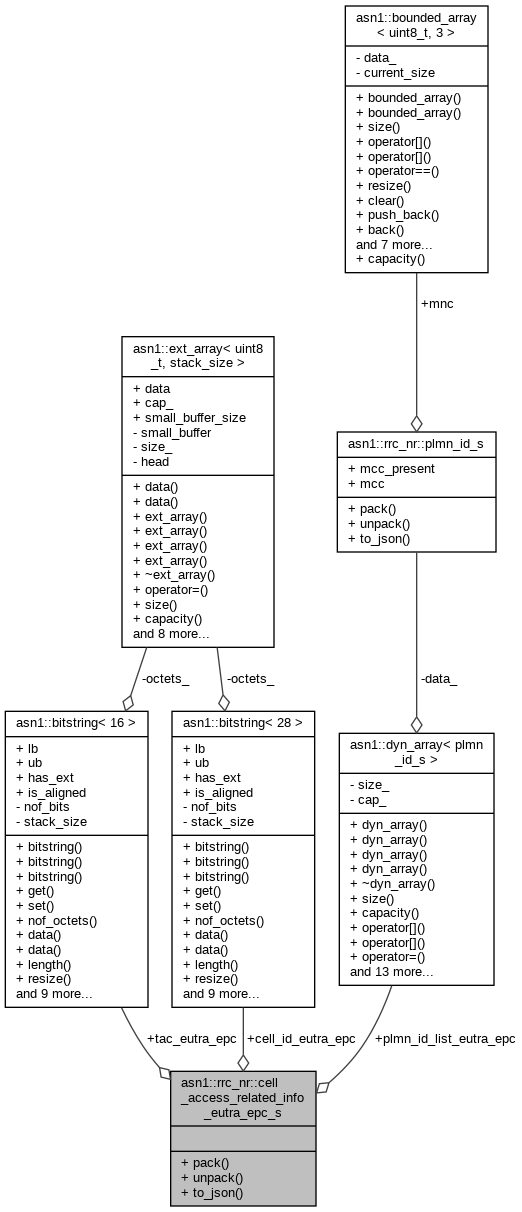 asn1::bounded_array
< uint8_t, 3 >
- data_
- current_size
+ bounded_array()
+ bounded_array()
+ size()
+ operator[]()
+ operator[]()
+ operator==()
+ resize()
+ clear()
+ push_back()
+ back()
and 7 more...
+ capacity()
+mnc
asn1::ext_array< uint8
_t, stack_size >
+ data
+ cap_
+ small_buffer_size
- small_buffer
- size_
- head
+ data()
+ data()
+ ext_array()
+ ext_array()
+ ext_array()
+ ext_array()
+ ~ext_array()
+ operator=()
+ size()
+ capacity()
and 8 more...
asn1::rrc_nr::plmn_id_s
+ mcc_present
+ mcc
+ pack()
+ unpack()
+ to_json()
-octets_
-octets_
-data_
asn1::bitstring< 16 >
+ lb
+ ub
+ has_ext
+ is_aligned
- nof_bits
- stack_size
+ bitstring()
+ bitstring()
+ bitstring()
+ get()
+ set()
+ nof_octets()
+ data()
+ data()
+ length()
+ resize()
and 9 more...
asn1::bitstring< 28 >
+ lb
+ ub
+ has_ext
+ is_aligned
- nof_bits
- stack_size
+ bitstring()
+ bitstring()
+ bitstring()
+ get()
+ set()
+ nof_octets()
+ data()
+ data()
+ length()
+ resize()
and 9 more...
asn1::dyn_array< plmn
_id_s >
- size_
- cap_
+ dyn_array()
+ dyn_array()
+ dyn_array()
+ dyn_array()
+ ~dyn_array()
+ size()
+ capacity()
+ operator[]()
+ operator[]()
+ operator=()
and 13 more...
+tac_eutra_epc
+cell_id_eutra_epc
+plmn_id_list_eutra_epc
asn1::rrc_nr::cell
_access_related_info
_eutra_epc_s
+ pack()
+ unpack()
+ to_json()